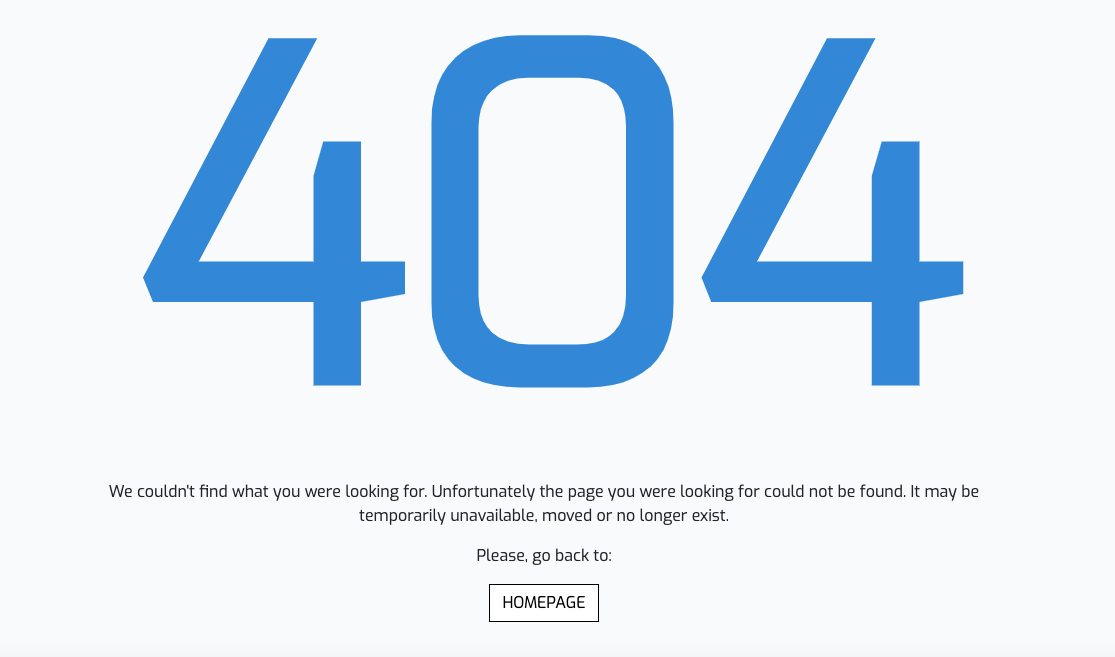 404
We couldn't find what you were looking for. Unfortunately the page you were looking for could not be found. It may be
temporarily unavailable, moved or no longer exist.
Please, go back to:
HOMEPAGE